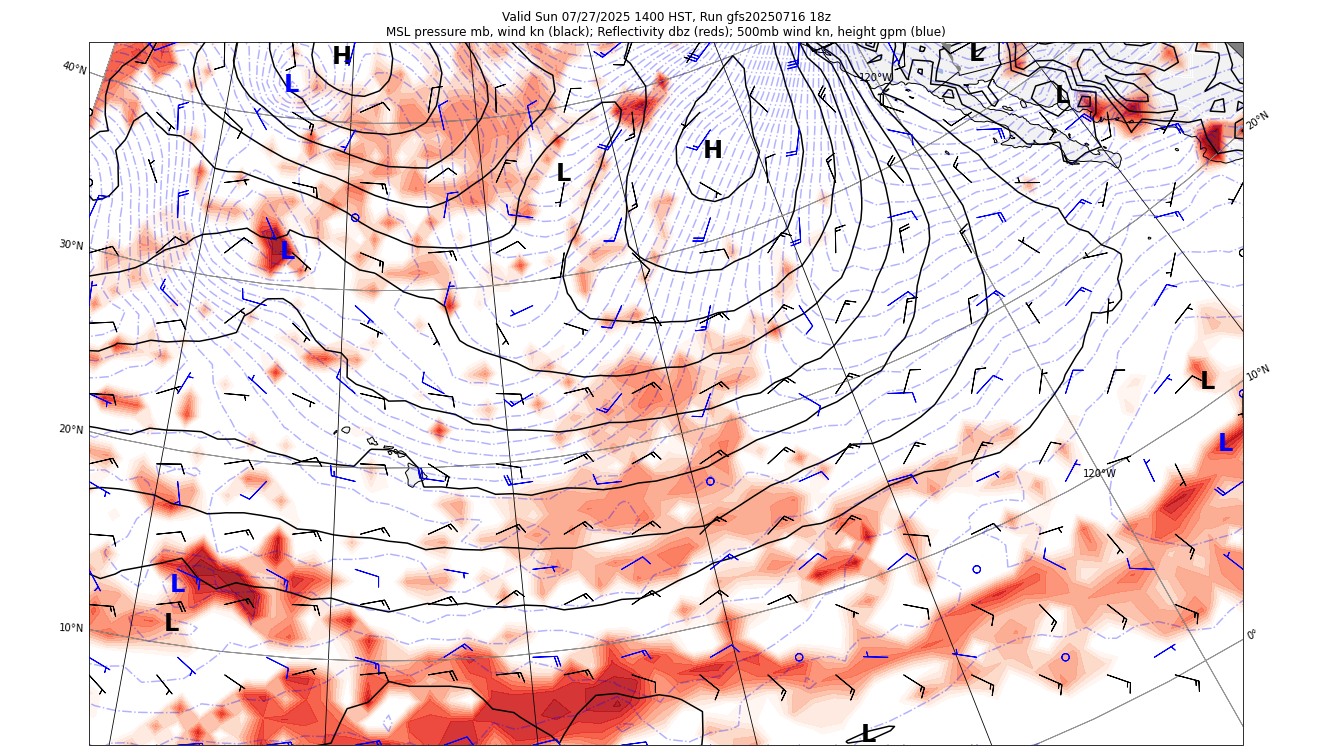 Valid Sun 07/27/2025 1400 HST, Run gfs20250716 18z
MSL pressure mb, wind kn (black); Reflectivity dbz (reds); 500mb wind kn, height gpm (blue)
H
L
L
40°N
120°W
L
L
20°N
H
L
30°N
L
10°N
L
20°N
L
120°W
L
10°N
L
0°
L